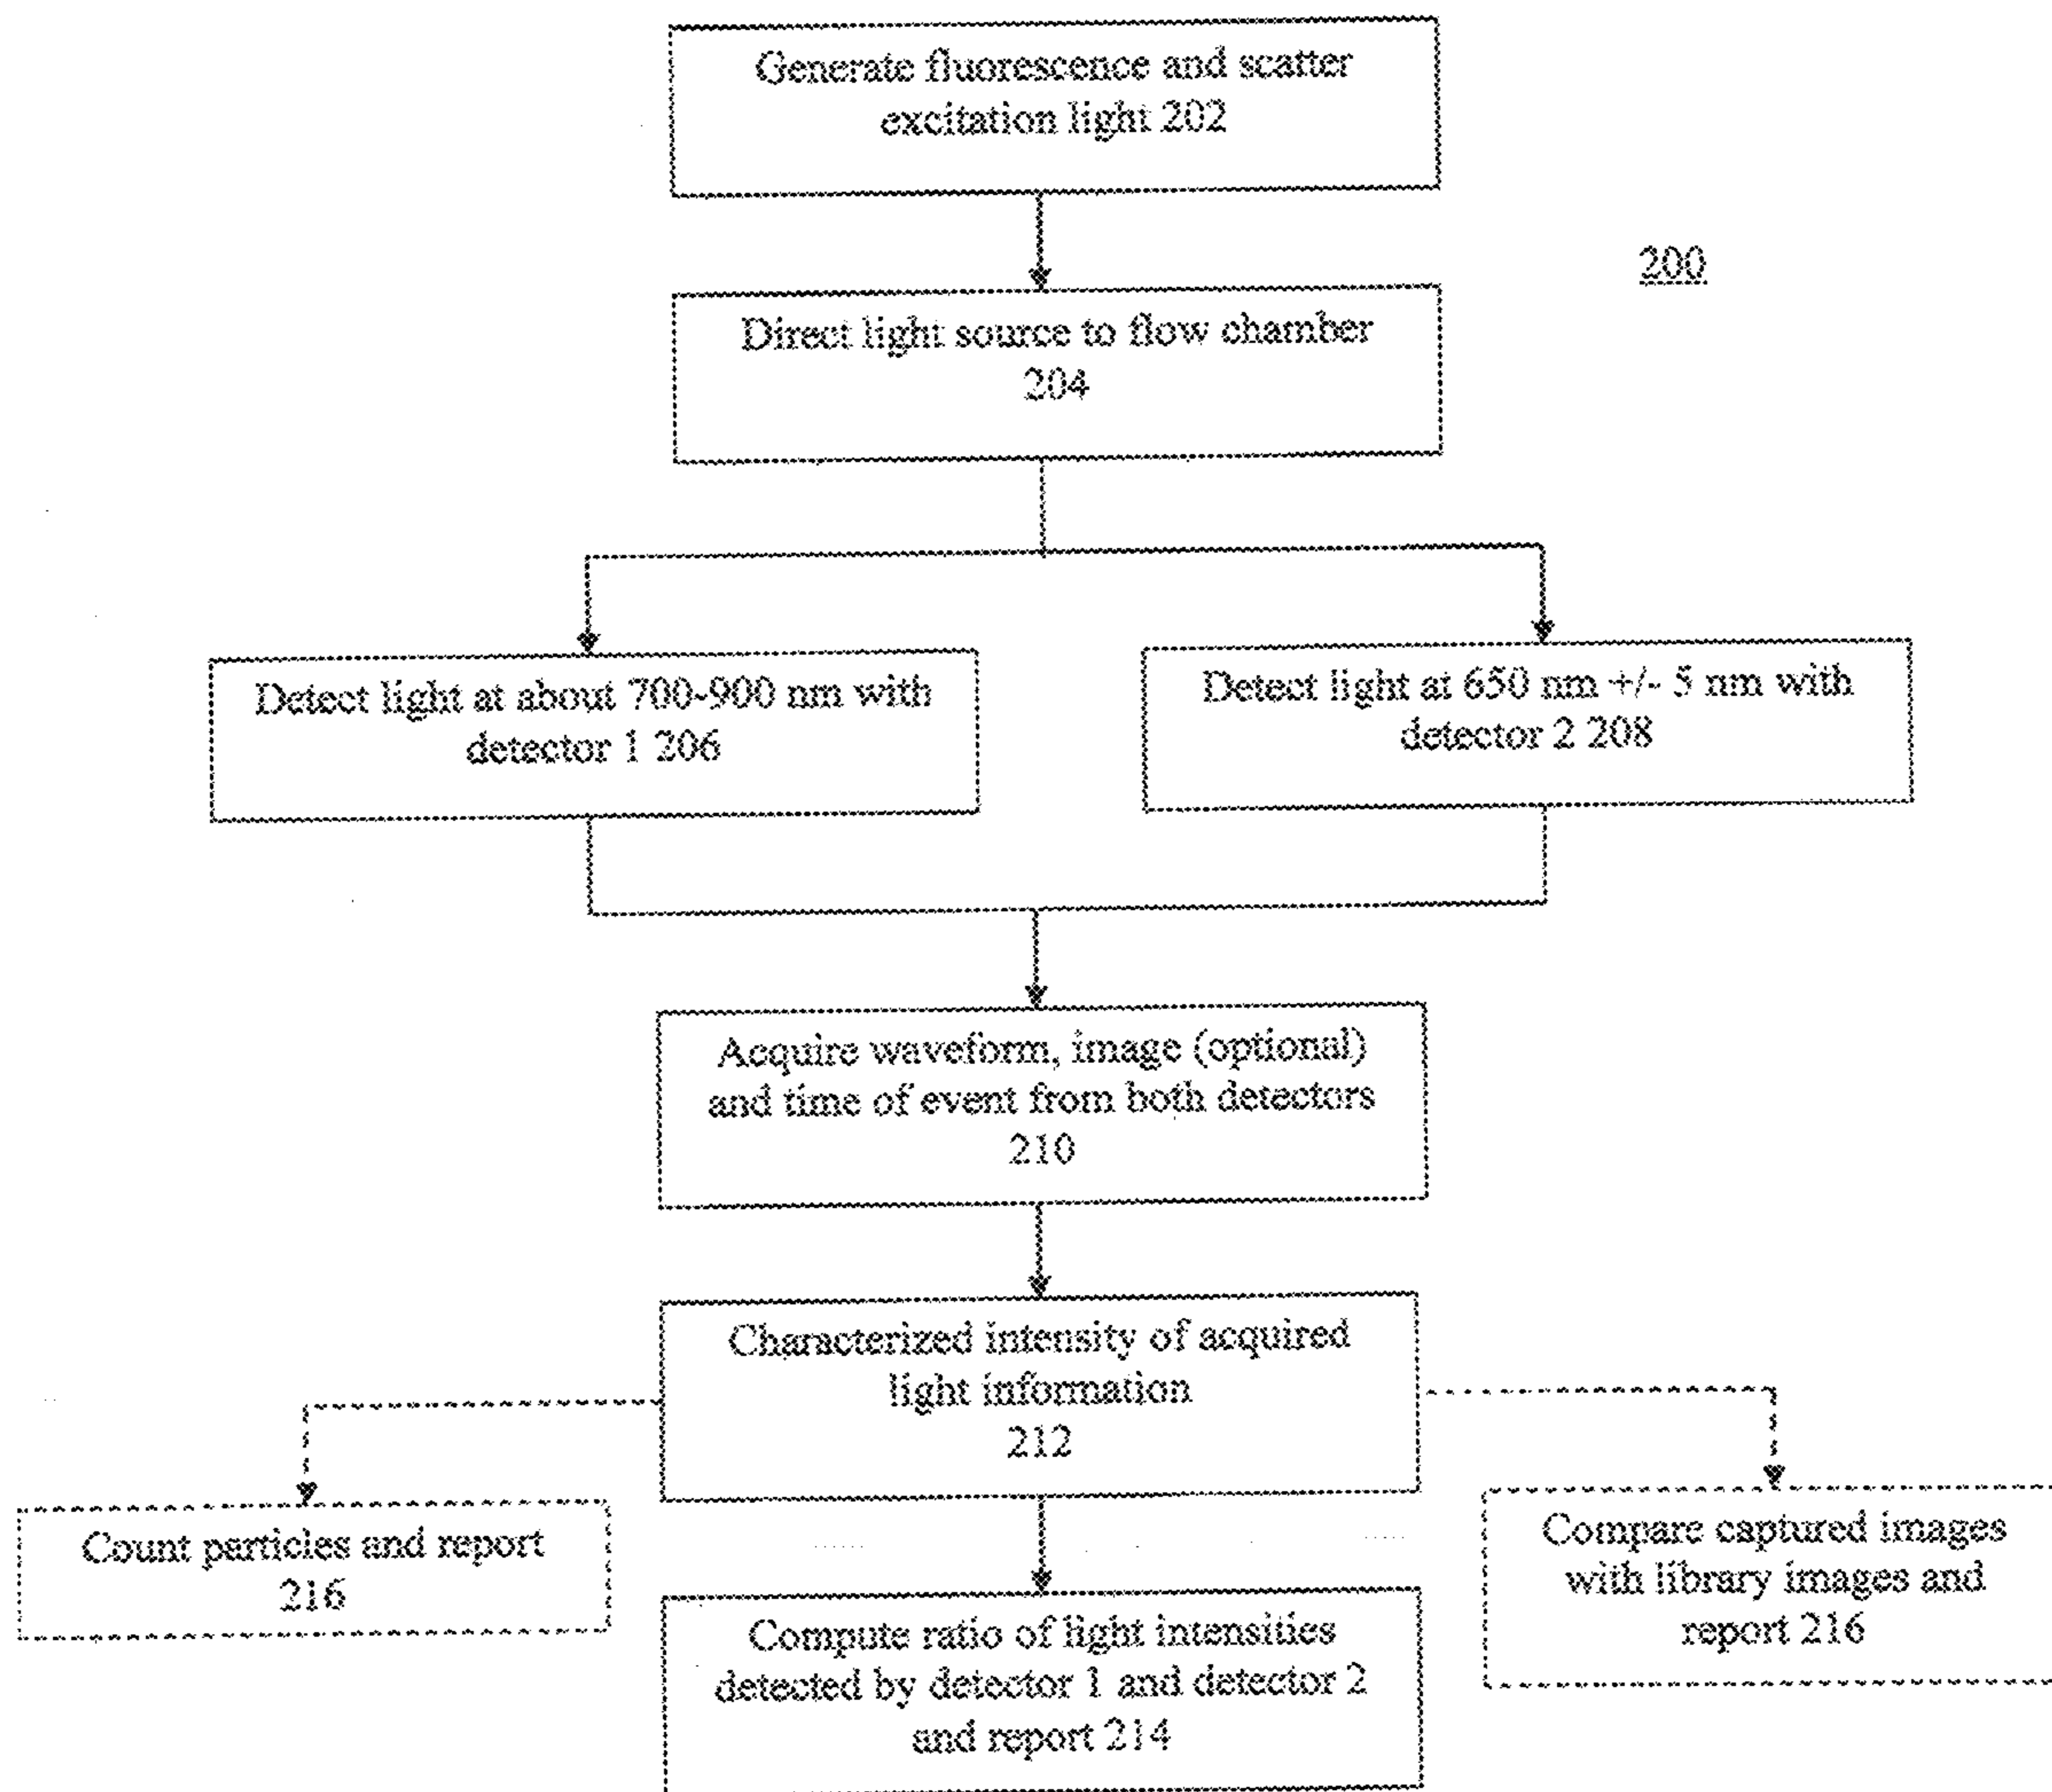 Generate fluorescence and scatter
excitation light 202
200
Direct light source to flow chamber
204
Detect light at about 700-900 nm with
detector 1 206
Detect light at 650 nm +/- 5 nm with
detector 2 208
Acquire waveform, image (optional)
and time of event from both detectors
210
Characterized intensity of acquired
light information
212
Count particles and report
216
Compare captured images
with library images and
report 216
Compute ratio of light intensities
detected by detector 1 and detector 2
and report 214